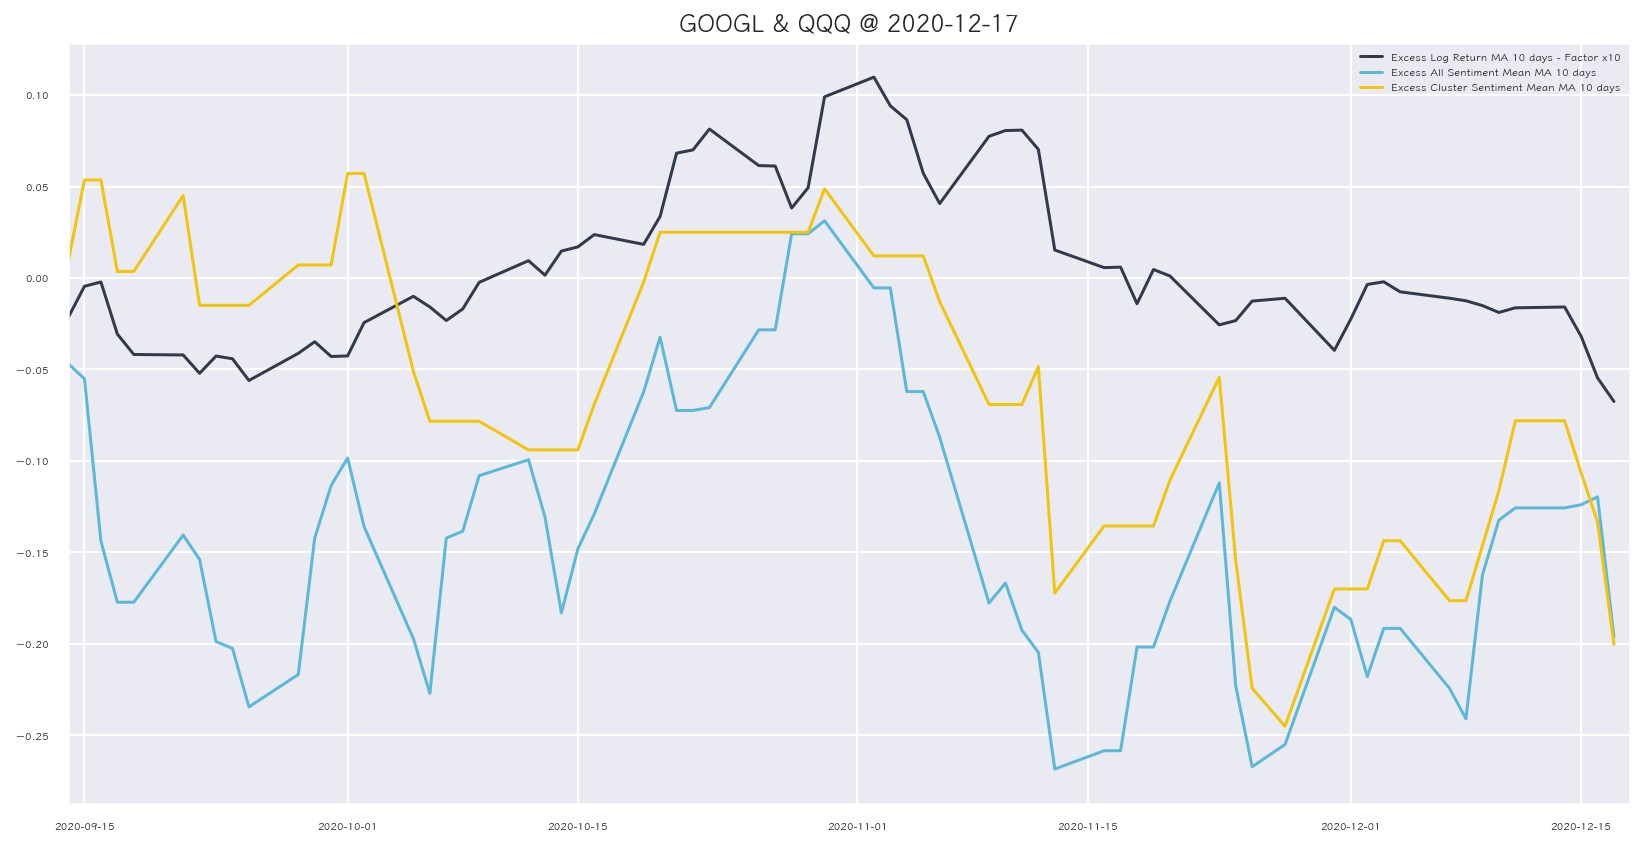 GOOGL & QQQ @ 2020-12-17
Excess Log Return MA 10 days - Factor x10
Excess All Sentiment Mean MA 10 days
Excess Cluster Sentiment Mean MA 10 days
0.10
0.05
0.00
−0.05
−0.10
−0.15
−0.20
−0.25
2020-09-15 2020-10-01 2020-10-15 2020-11-01 2020-11-15 2020-12-01 2020-12-15